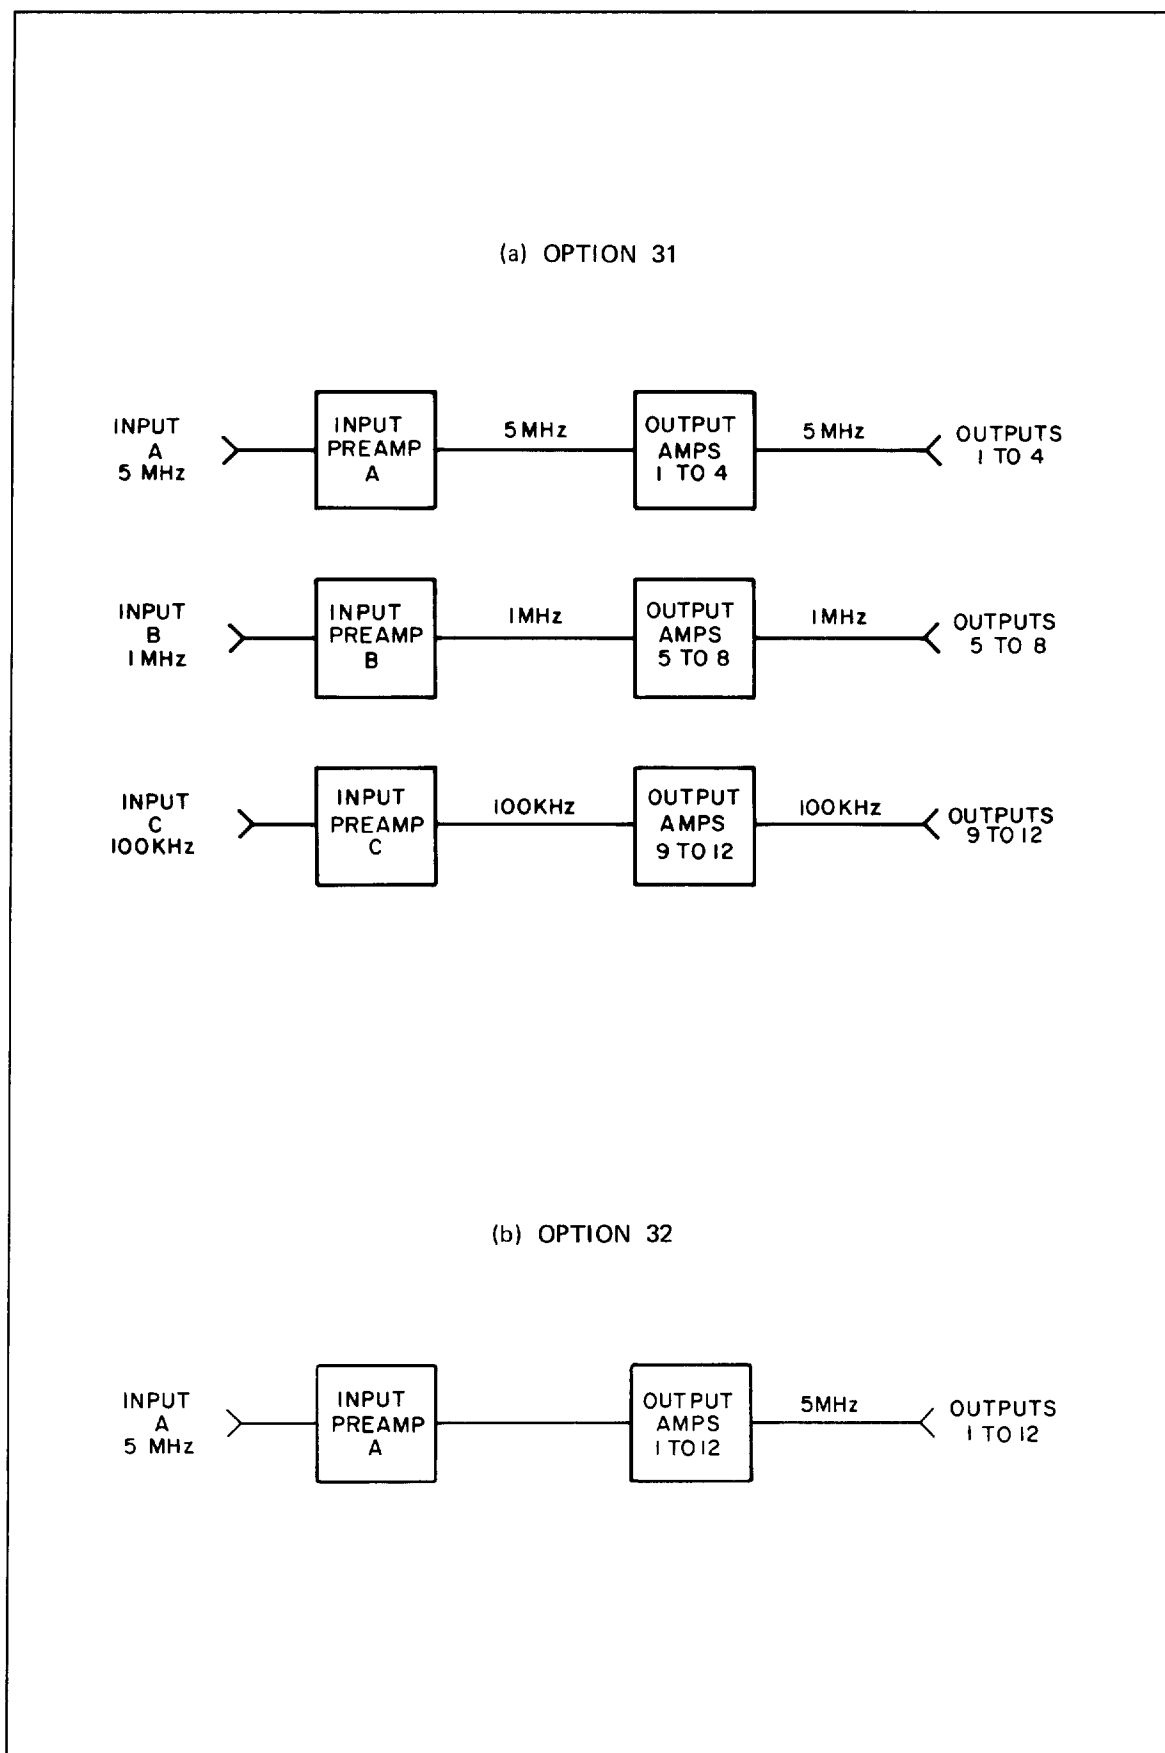 (a) OPTION 31
INPUT
A
5 MHz
INPUT
PREAMP
A
5MHz
OUTPUT
AMPS
1 TO 4
5MHz
OUTPUTS
1 TO 4
INPUT
B
1MHz
INPUT
PREAMP
B
1MHz
OUTPUT
AMPS
5 TO 8
1MHz
OUTPUTS
5 TO 8
INPUT
C
100KHz
INPUT
PREAMP
C
100KHz
OUTPUT
AMPS
9 TO 12
100KHz
OUTPUTS
9 TO 12
(b) OPTION 32
INPUT
A
5 MHz
INPUT
PREAMP
A
OUTPUT
AMPS
1 TO 12
5MHz
OUTPUTS
1 TO 12